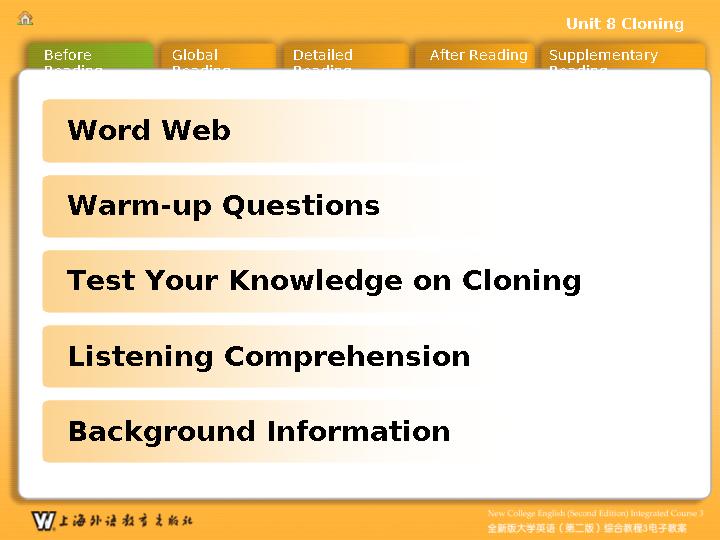 Unit 8 Cloning
Before Reading
Global Reading
Detailed Reading
After Reading
Supplementary Reading
Word Web
Warm-up Questions
Test Your Knowledge on Cloning
Listening Comprehension
Background Information
上海外语教育出版社
New College English (Second Edition) Integrated Course 3
全新版大学英语（第二版）综合教程3电子教案